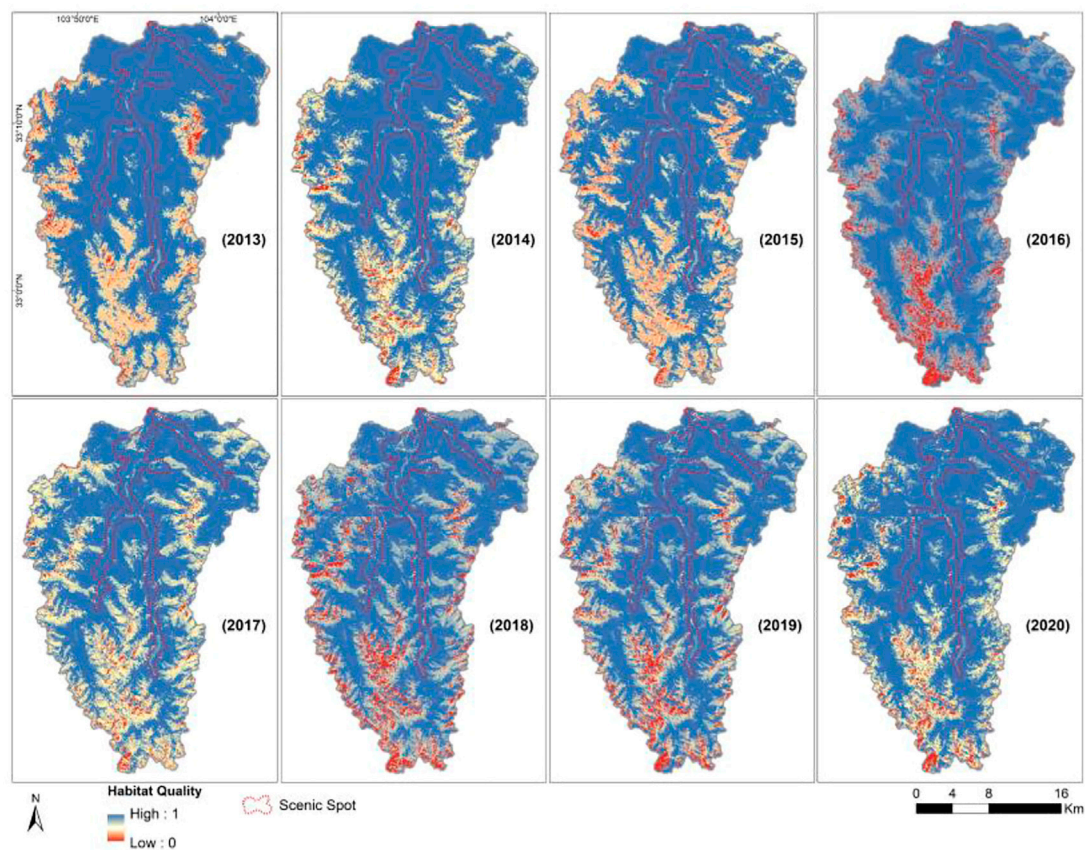 103°50'0"E 104°0'0"E
33°10'0"N
33°0'0"N
(2013)
(2014)
(2015)
(2016)
(2017)
(2018)
(2019)
(2020)
N
Habitat Quality
High : 1
Low : 0
Scenic Spot
0 4 8 16
Km